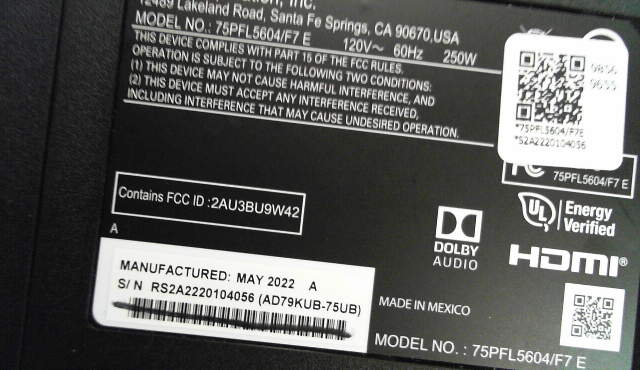 12489 Lakeland Road, Santa Fe Springs, CA 90670,USA
MODEL NO.: 75PFL5604/F7 E 120V~ 60Hz 250W
THIS DEVICE COMPLIES WITH PART 15 OF THE FCC RULES.
OPERATION IS SUBJECT TO THE FOLLOWING TWO CONDITIONS:
(1) THIS DEVICE MAY NOT CAUSE HARMFUL INTERFERENCE, AND
(2) THIS DEVICE MUST ACCEPT ANY INTERFERENCE RECEIVED,
INCLUDING INTERFERENCE THAT MAY CAUSE UNDESIRED OPERATION.
*75PFL5604/F7E
*S2A2220104056
FC 75PFL5604/F7 E
Contains FCC ID :2AU3BU9W42
A
UL Energy
Verified
DOLBY
AUDIO
HDMI®
MANUFACTURED: MAY 2022 A
S/ N RS2A2220104056 (AD79KUB-75UB)
MADE IN MEXICO
MODEL NO. : 75PFL5604/F7 E